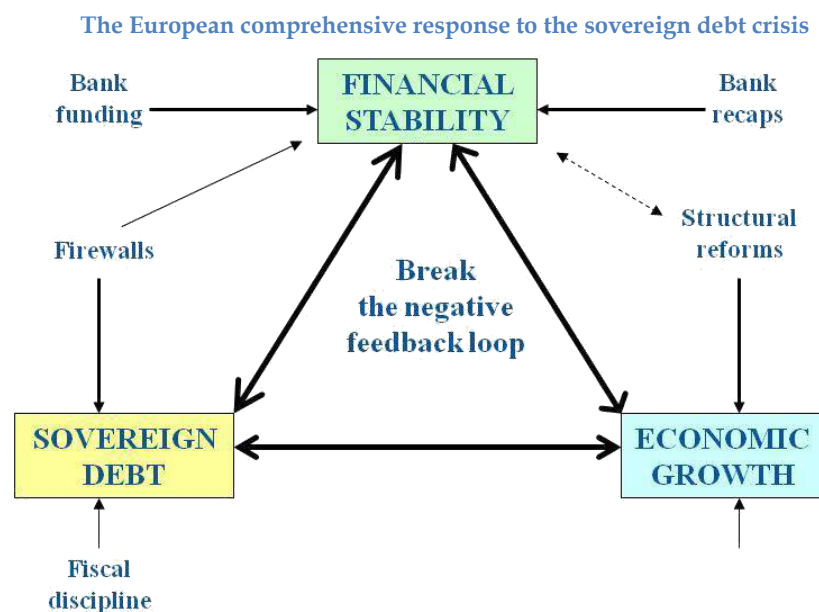 The European comprehensive response to the sovereign debt crisis
Bank
funding
FINANCIAL
STABILITY
Bank
recaps
Firewalls
Structural
reforms
Break
the negative
feedback loop
SOVEREIGN
DEBT
ECONOMIC
GROWTH
Fiscal
discipline